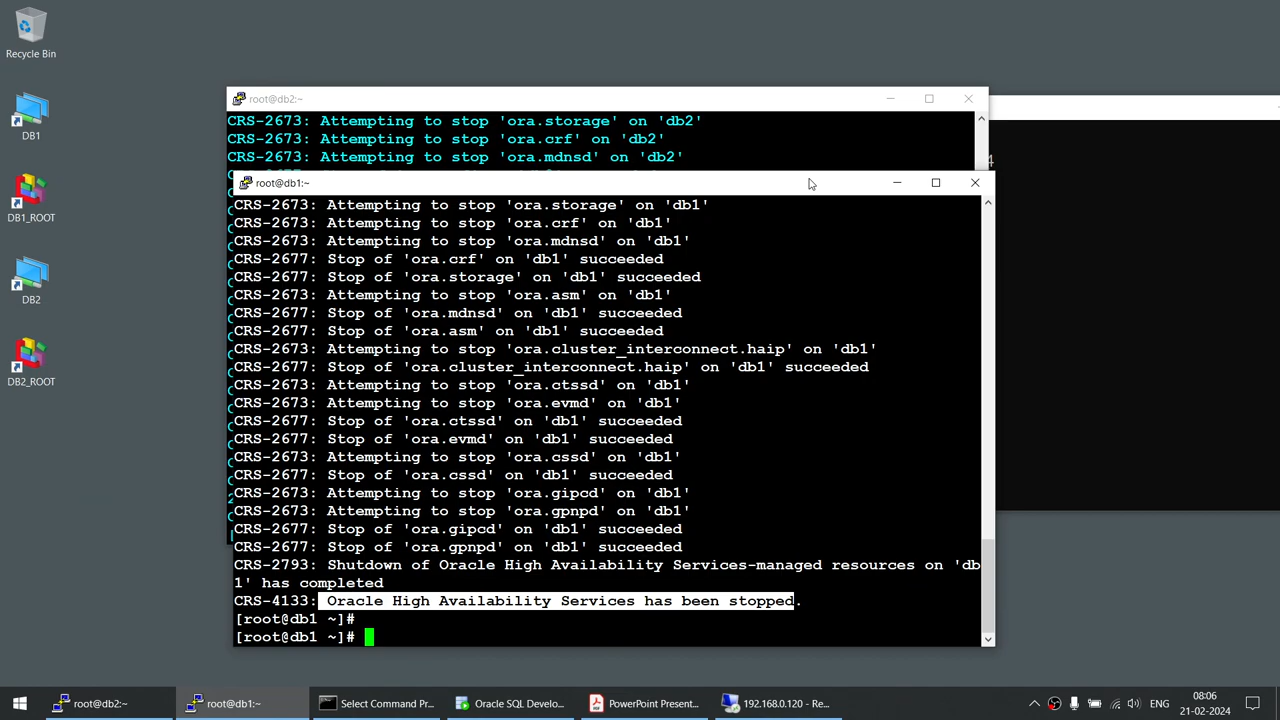 Recycle Bin
DB1
DB1_ROOT
DB2
DB2_ROOT
root@db2:~
CRS-2673: Attempting to stop 'ora.storage' on 'db2'
CRS-2673: Attempting to stop 'ora.crf' on 'db2'
CRS-2673: Attempting to stop 'ora.mdnsd' on 'db2'
4
root@db1:~
CRS-2673: Attempting to stop 'ora.storage' on 'db1'
CRS-2673: Attempting to stop 'ora.crf' on 'db1'
CRS-2673: Attempting to stop 'ora.mdnsd' on 'db1'
CRS-2677: Stop of 'ora.crf' on 'db1' succeeded
CRS-2677: Stop of 'ora.storage' on 'db1' succeeded
CRS-2673: Attempting to stop 'ora.asm' on 'db1'
CRS-2677: Stop of 'ora.mdnsd' on 'db1' succeeded
CRS-2677: Stop of 'ora.asm' on 'db1' succeeded
CRS-2673: Attempting to stop 'ora.cluster_interconnect.haip' on 'db1'
CRS-2677: Stop of 'ora.cluster_interconnect.haip' on 'db1' succeeded
CRS-2673: Attempting to stop 'ora.ctssd' on 'db1'
CRS-2673: Attempting to stop 'ora.evmd' on 'db1'
CRS-2677: Stop of 'ora.ctssd' on 'db1' succeeded
CRS-2677: Stop of 'ora.evmd' on 'db1' succeeded
CRS-2673: Attempting to stop 'ora.cssd' on 'db1'
CRS-2677: Stop of 'ora.cssd' on 'db1' succeeded
CRS-2673: Attempting to stop 'ora.gipcd' on 'db1'
CRS-2673: Attempting to stop 'ora.gpnpd' on 'db1'
CRS-2677: Stop of 'ora.gipcd' on 'db1' succeeded
CRS-2677: Stop of 'ora.gpnpd' on 'db1' succeeded
CRS-2793: Shutdown of Oracle High Availability Services-managed resources on 'db
1' has completed
CRS-4133: Oracle High Availability Services has been stopped.
[root@db1 ~]#
[root@db1 ~]#
root@db2:~
root@db1:~
Select Command Pr...
Oracle SQL Develo...
PowerPoint Present...
192.168.0.120 - Re...
ENG
08:06
21-02-2024